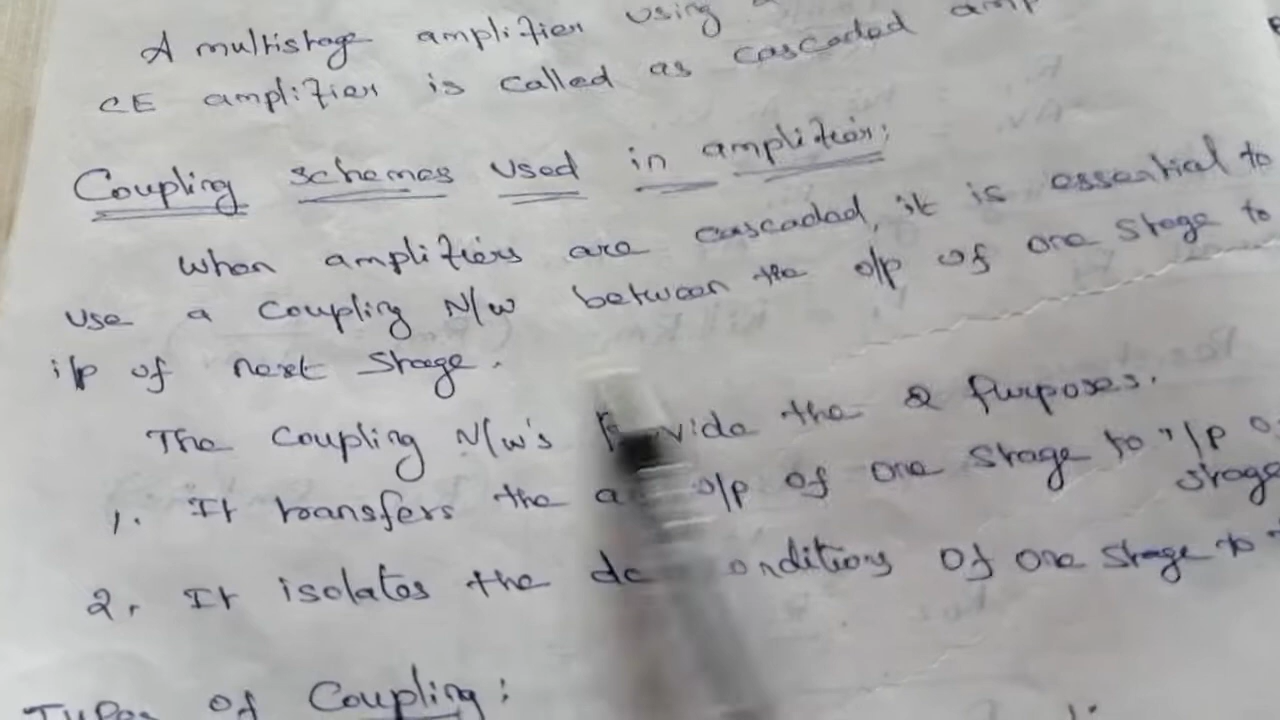 A multistage amplifier using
CE amplifier is called as cascaded amp
Coupling schemes used in amplifier:
When amplifiers are cascaded, it is essential to
use a coupling N/w between the o/p of one stage to
i/p of next stage.
The coupling N/w's the 2 purposes.
1. It transfers the o/p of one stage to i/p
stage
2. It isolates the dc of one stage to
Types of Coupling: